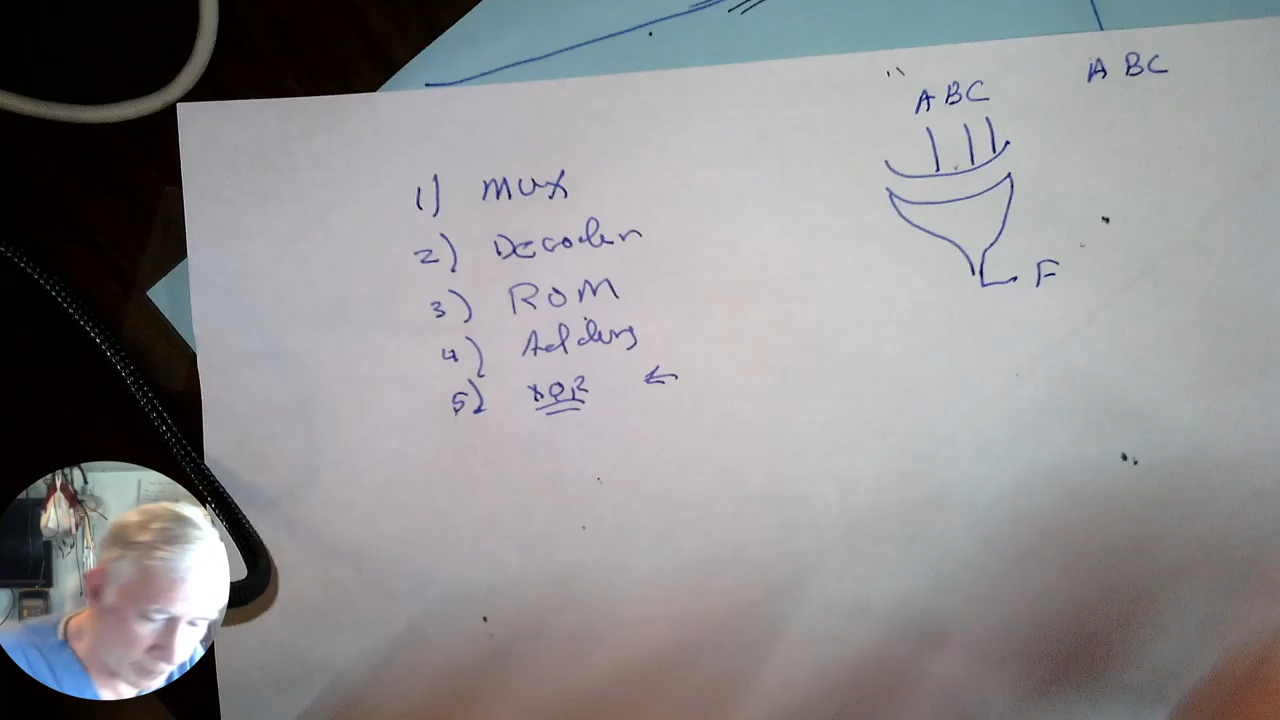 1) MUX
2) Decoder
3) ROM
4) Adders
5) XOR
A B C
F
A B C